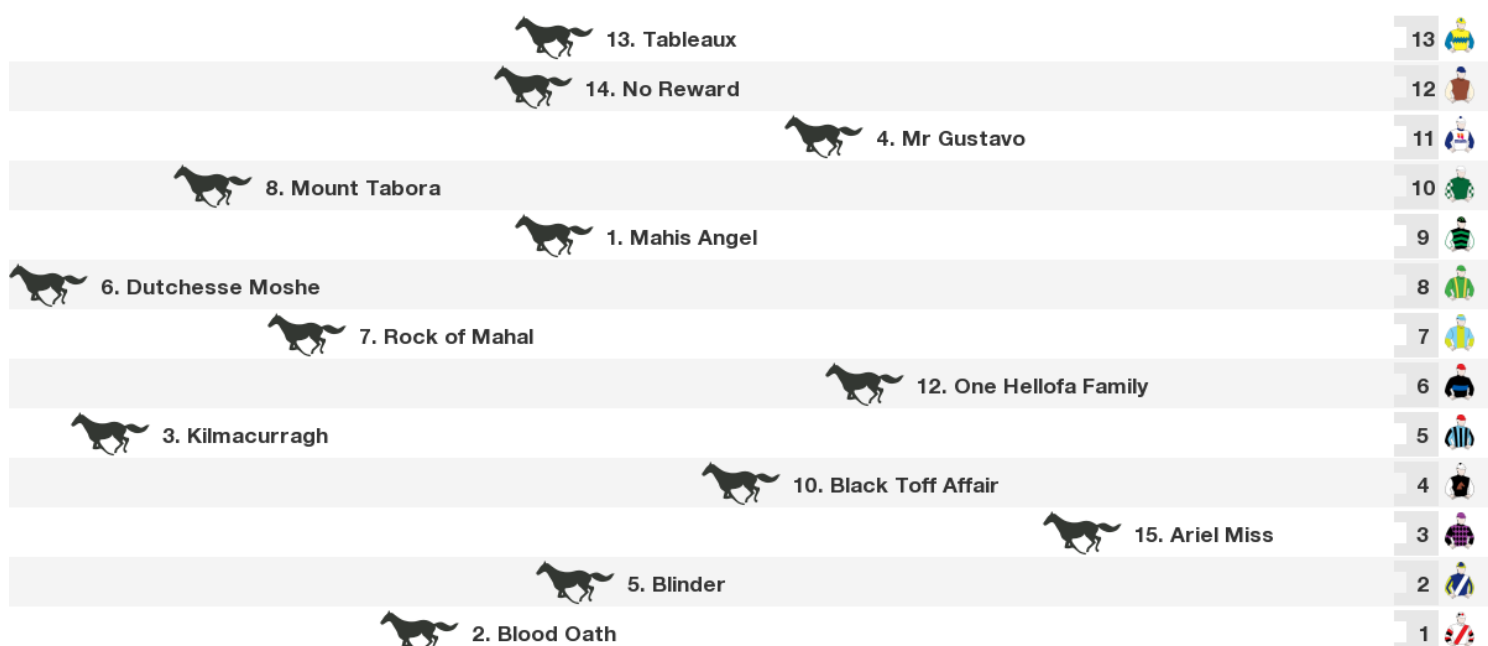 13. Tableaux 13
14. No Reward 12
4. Mr Gustavo 11
8. Mount Tabora 10
1. Mahis Angel 9
6. Dutchesse Moshe 8
7. Rock of Mahal 7
12. One Hellofa Family 6
3. Kilmacurragh 5
10. Black Toff Affair 4
15. Ariel Miss 3
5. Blinder 2
2. Blood Oath 1